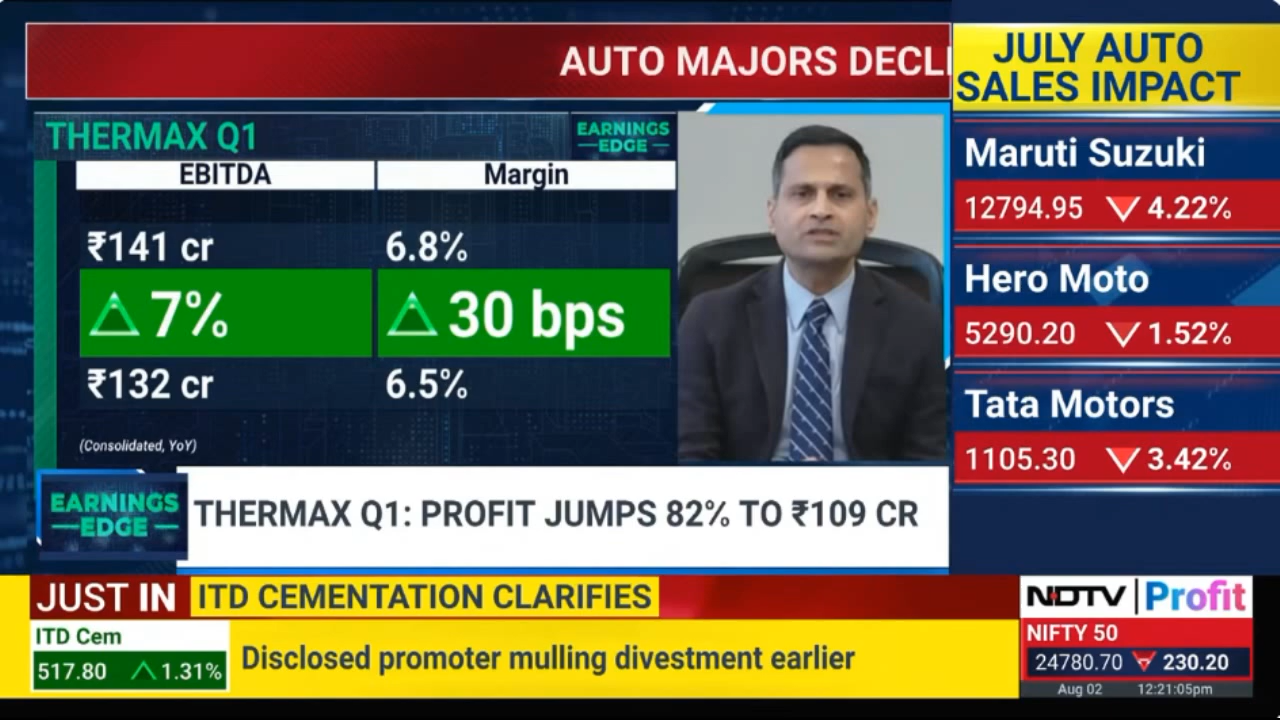 AUTO MAJORS DECLI
JULY AUTO
SALES IMPACT
THERMAX Q1
EARNINGS
EDGE
EBITDA Margin
₹141 cr 6.8%
7% 30 bps
₹132 cr 6.5%
(Consolidated, YoY)
Maruti Suzuki
12794.95 4.22%
Hero Moto
5290.20 1.52%
Tata Motors
1105.30 3.42%
EARNINGS
EDGE
THERMAX Q1: PROFIT JUMPS 82% TO ₹109 CR
JUST IN ITD CEMENTATION CLARIFIES
ITD Cem
517.80 1.31%
Disclosed promoter mulling divestment earlier
NDTV Profit
NIFTY 50
24780.70 230.20
Aug 02 12:21:05pm